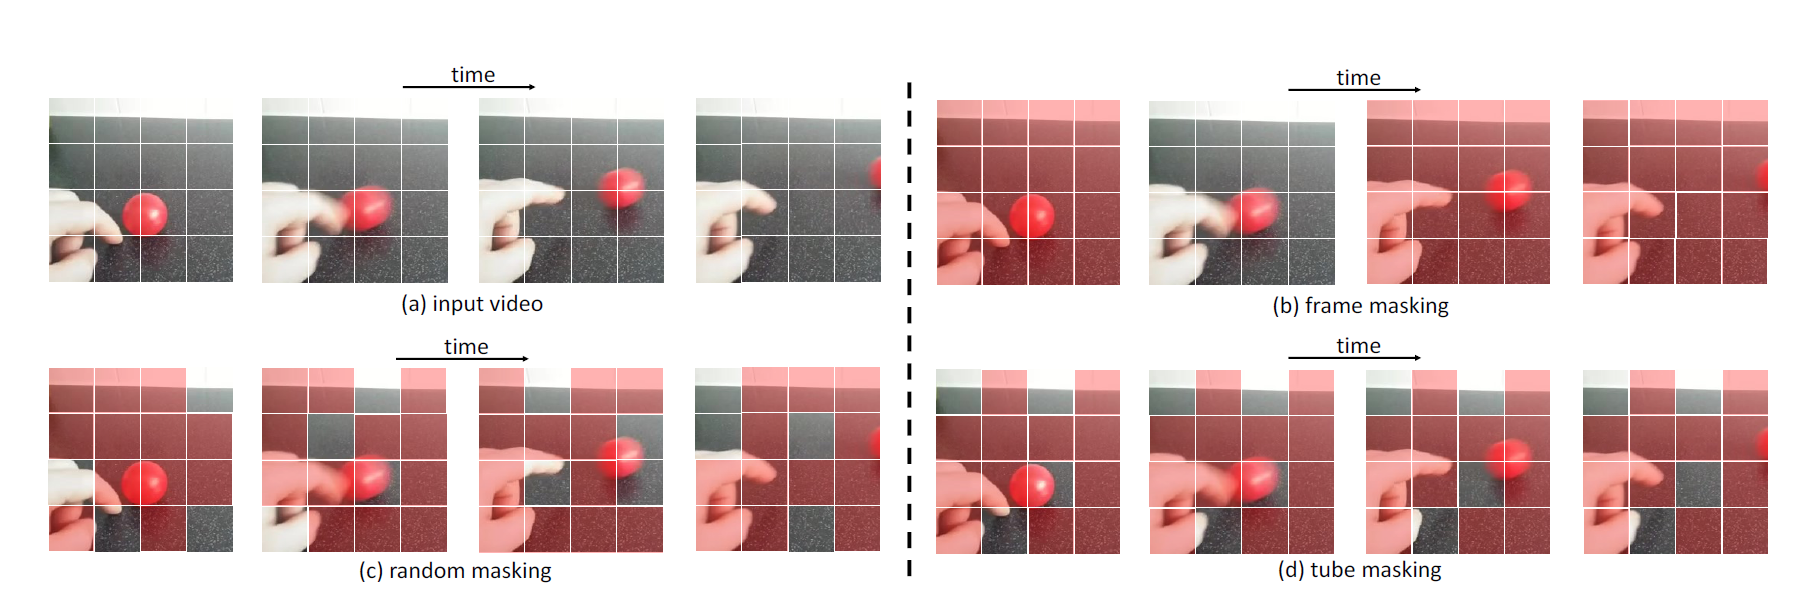 time
(a) input video
time
(b) frame masking
time
(c) random masking
time
(d) tube masking